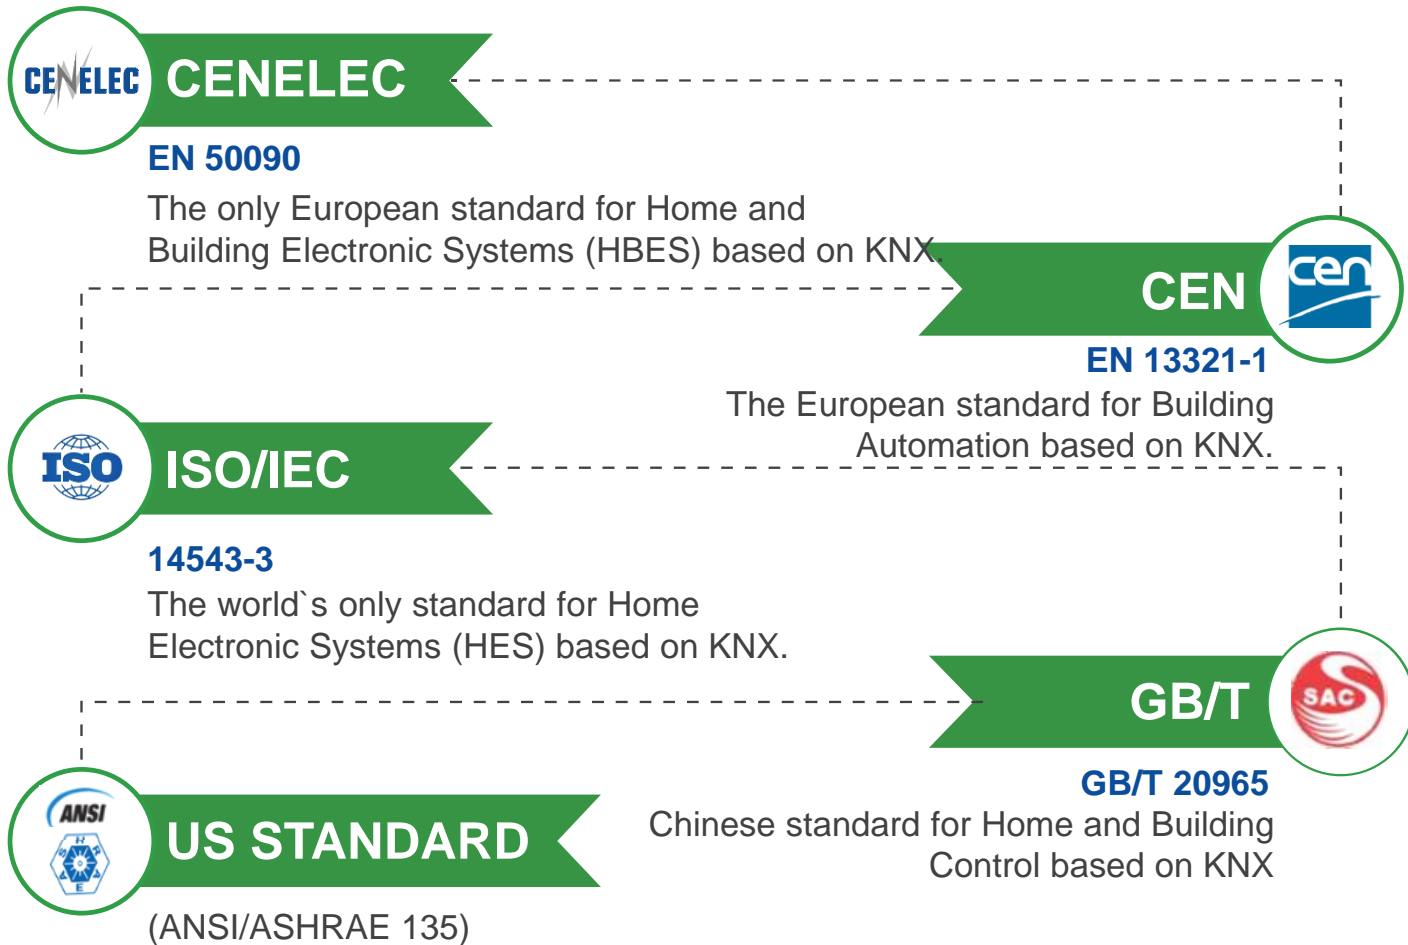 CENELEC
CENELEC
EN 50090
The only European standard for Home and
Building Electronic Systems (HBES) based on KNX.
CEN
cen
EN 13321-1
The European standard for Building
Automation based on KNX.
ISO
ISO/IEC
14543-3
The world`s only standard for Home
Electronic Systems (HES) based on KNX.
GB/T
SAC
GB/T 20965
Chinese standard for Home and Building
Control based on KNX
ANSI
US STANDARD
(ANSI/ASHRAE 135)